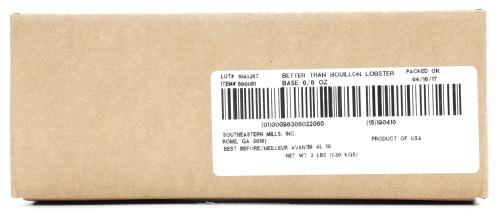 LOT# 1093267 BETTER THAN BOUILLON LOBSTER PACKED ON:
ITEM# 600061 BASE 6/8 OZ 04/10/17
(01)00098308022060 (15)190410
SOUTHEASTERN MILLS, INC.
ROME, GA 30161 PRODUCT OF USA
BEST BEFORE/MEILLEUR AVANT:19 AL 10
NET WT 3 LBS (1.36 KGS)